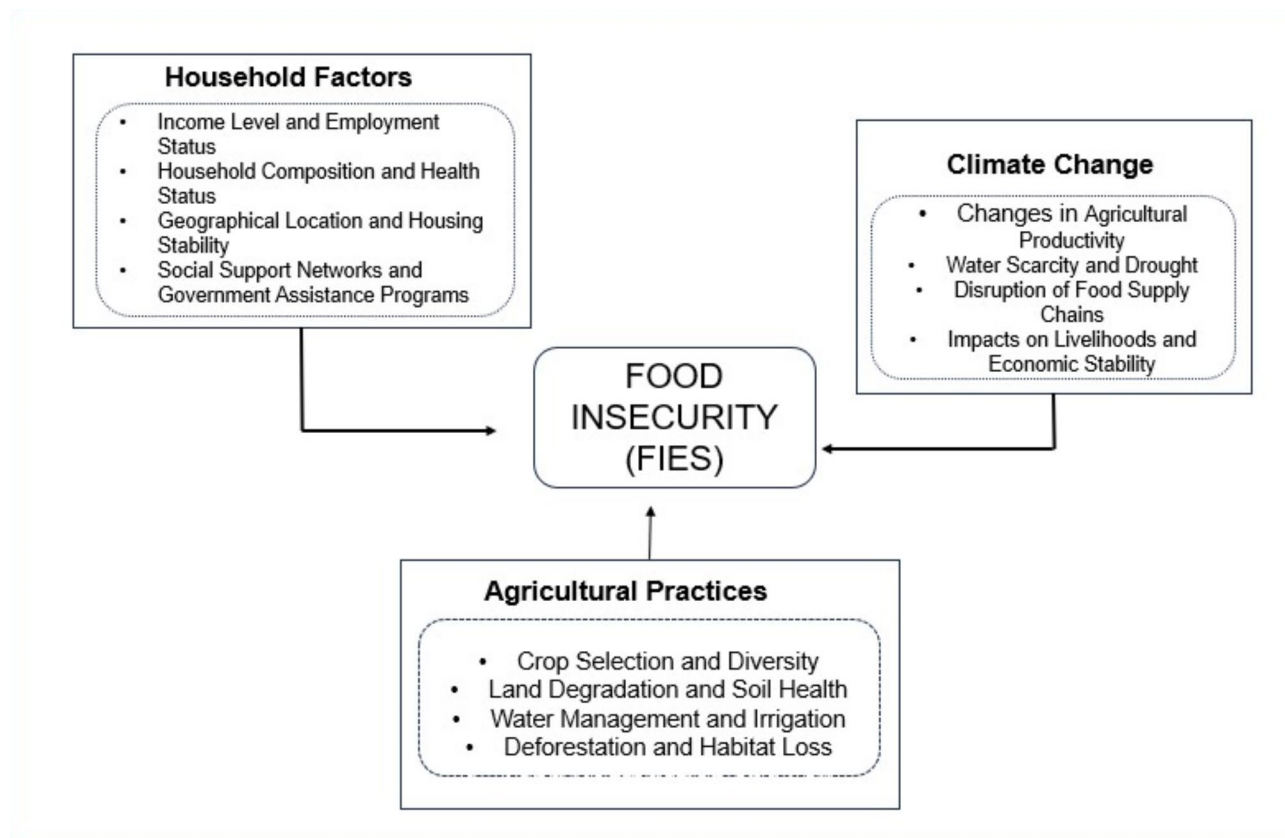 Household Factors
• Income Level and Employment
Status
• Household Composition and Health
Status
• Geographical Location and Housing
Stability
• Social Support Networks and
Government Assistance Programs
Climate Change
• Changes in Agricultural
Productivity
• Water Scarcity and Drought
• Disruption of Food Supply
Chains
• Impacts on Livelihoods and
Economic Stability
FOOD
INSECURITY
(FIES)
Agricultural Practices
• Crop Selection and Diversity
• Land Degradation and Soil Health
• Water Management and Irrigation
• Deforestation and Habitat Loss